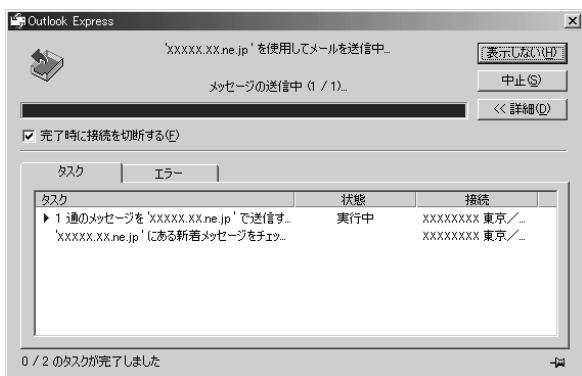 Outlook Express
'xxxxx.xx.ne.jp' を使用してメールを送信中...
表示しない(H)
メッセージの送信中 (1 / 1)...
中止(S)
<< 詳細(D)
完了時に接続を切断する(F)
タスク エラー
タスク 状態 接続
1 通のメッセージを 'xxxxx.xx.ne.jp' で送信す... 実行中 XXXXXXXX 東京／...
'xxxxx.xx.ne.jp' にある新着メッセージをチェッ... XXXXXXXX 東京／...
0 / 2 のタスクが完了しました